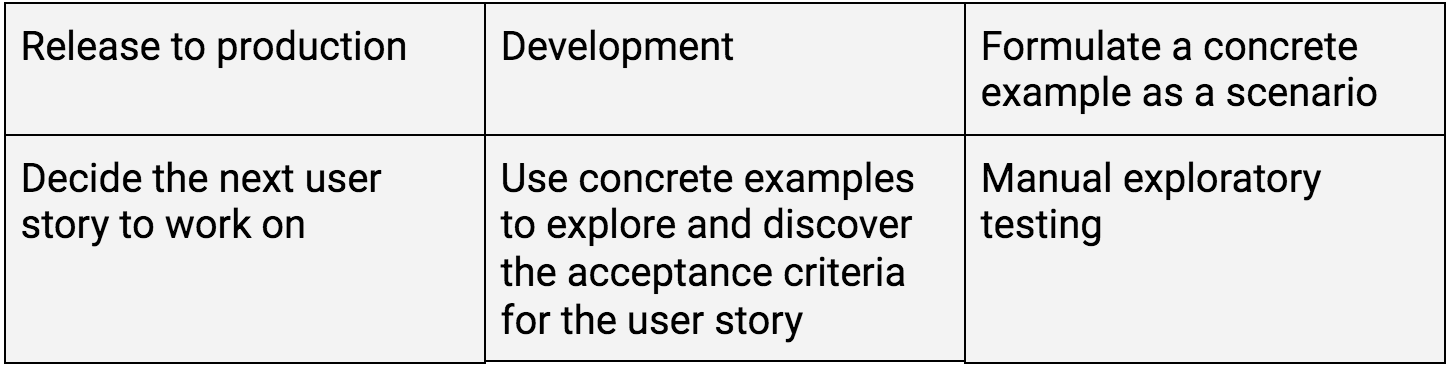 Release to production
Development
Formulate a concrete
example as a scenario
Decide the next user
story to work on
Use concrete examples
to explore and discover
the acceptance criteria
for the user story
Manual exploratory
testing